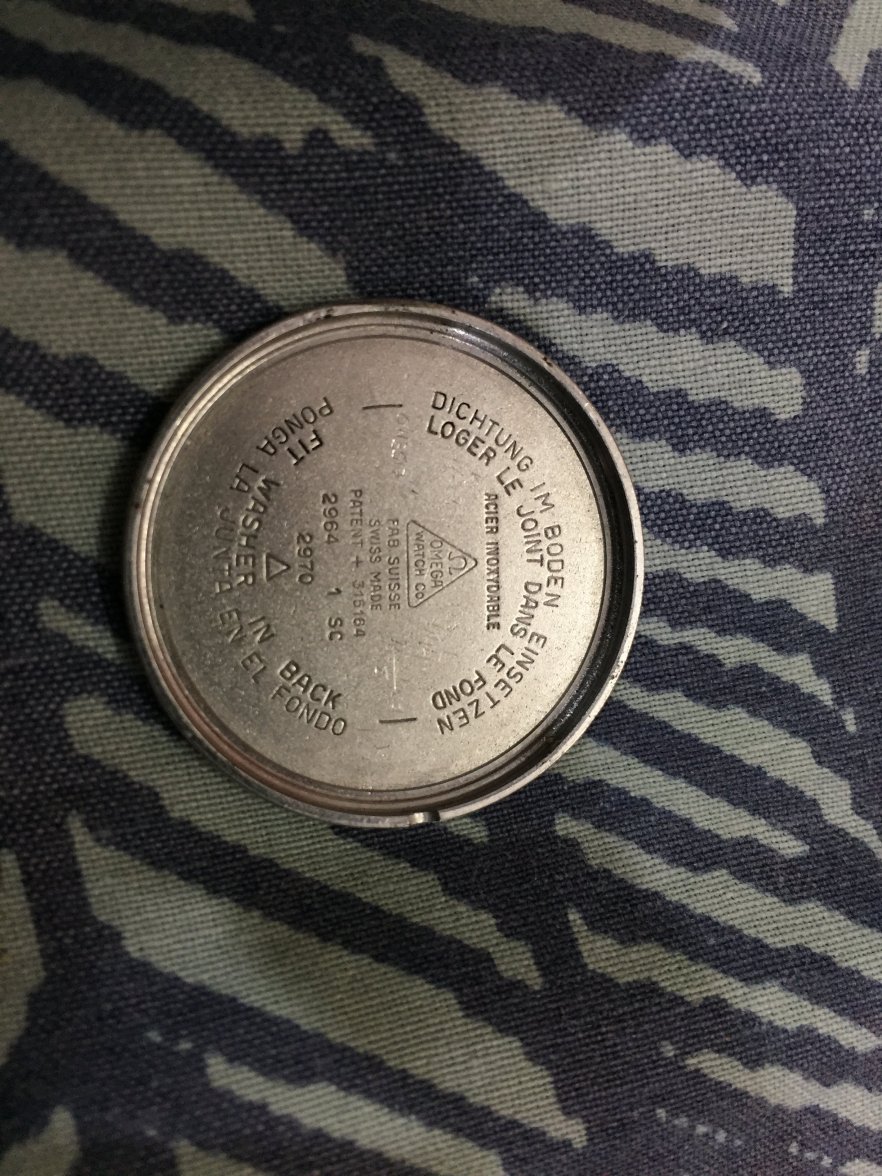 DICHTUNG IM BODEN EINSETZEN
LOGER LE JOINT DANS LE FOND
ACIER INOXYDABLE
Ω
OMEGA
WATCH CO
FAB. SUISSE
SWISS MADE
PATENT + 315164
2964 1 SC
2970
FIT WASHER IN BACK
PONGA LA JUNTA EN EL FONDO